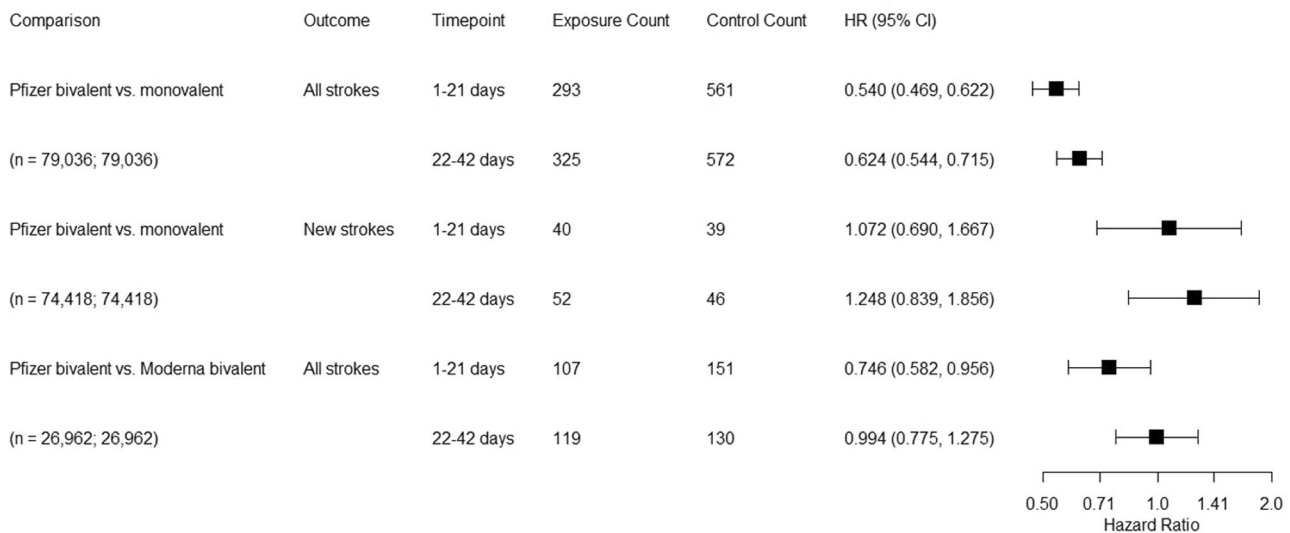 Comparison Outcome Timepoint Exposure Count Control Count HR (95% CI)
Pfizer bivalent vs. monovalent All strokes 1-21 days 293 561 0.540 (0.469, 0.622)
(n = 79,036; 79,036) 22-42 days 325 572 0.624 (0.544, 0.715)
Pfizer bivalent vs. monovalent New strokes 1-21 days 40 39 1.072 (0.690, 1.667)
(n = 74,418; 74,418) 22-42 days 52 46 1.248 (0.839, 1.856)
Pfizer bivalent vs. Moderna bivalent All strokes 1-21 days 107 151 0.746 (0.582, 0.956)
(n = 26,962; 26,962) 22-42 days 119 130 0.994 (0.775, 1.275)
0.50 0.71 1.0 1.41 2.0
Hazard Ratio